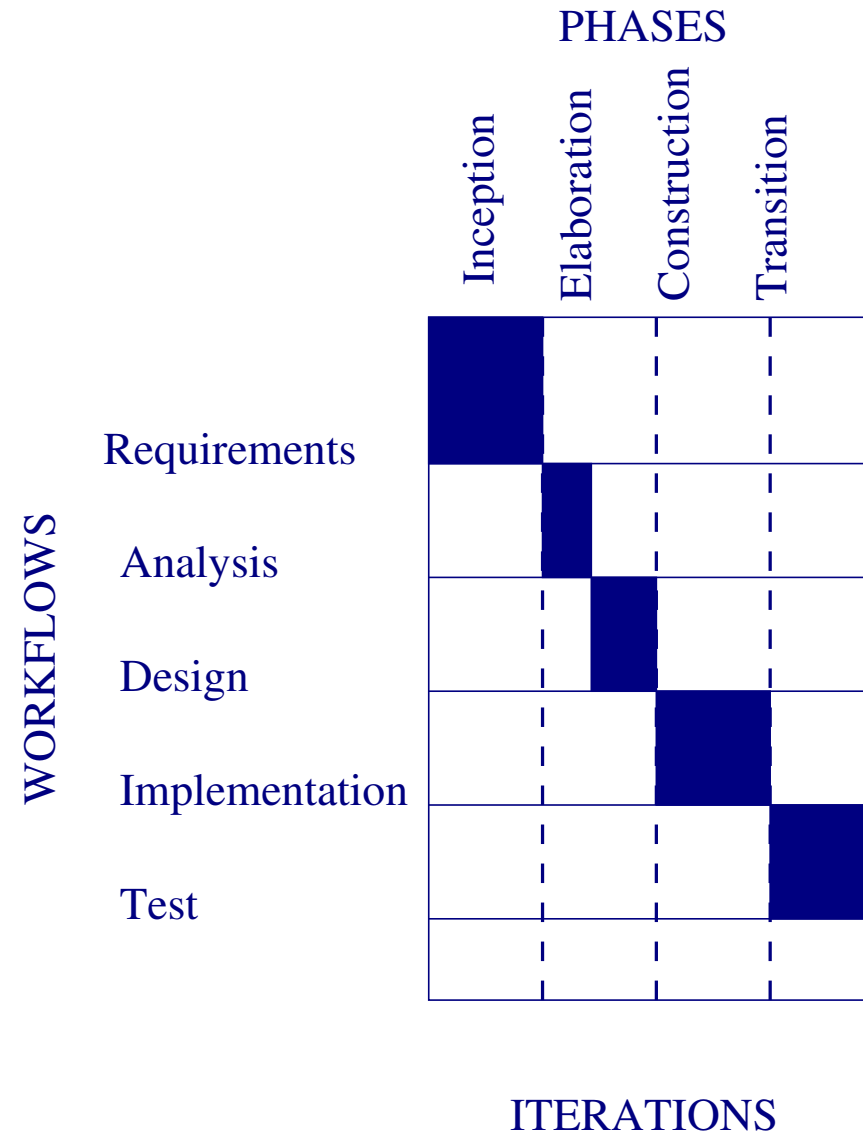 PHASES
Inception
Elaboration
Construction
Transition
WORKFLOWS
Requirements
Analysis
Design
Implementation
Test
ITERATIONS